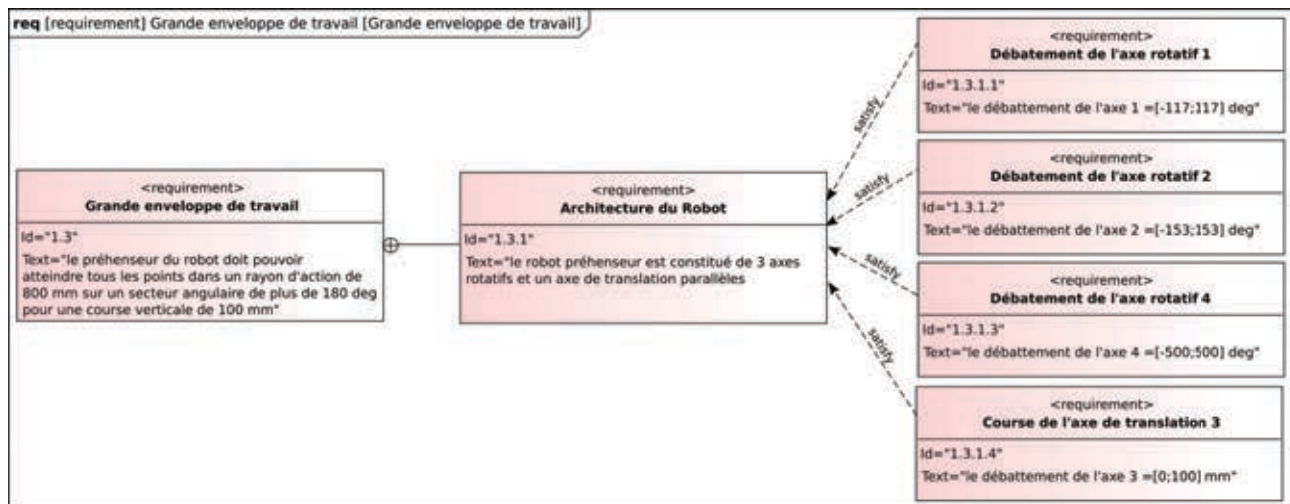 req [requirement] Grande enveloppe de travail [Grande enveloppe de travail]
<requirement>
Grande enveloppe de travail
Id="1.3"
Text="le préhenseur du robot doit pouvoir
atteindre tous les points dans un rayon d'action de
800 mm sur un secteur angulaire de plus de 180 deg
pour une course verticale de 100 mm"
<requirement>
Architecture du Robot
Id="1.3.1"
Text="le robot préhenseur est constitué de 3 axes
rotatifs et un axe de translation parallèles
satisfy
satisfy
satisfy
satisfy
<requirement>
Débatement de l'axe rotatif 1
Id="1.3.1.1"
Text="le débattement de l'axe 1 =[-117;117] deg"
<requirement>
Débatement de l'axe rotatif 2
Id="1.3.1.2"
Text="le débattement de l'axe 2 =[-153;153] deg"
<requirement>
Débatement de l'axe rotatif 4
Id="1.3.1.3"
Text="le débattement de l'axe 4 =[-500;500] deg"
<requirement>
Course de l'axe de translation 3
Id="1.3.1.4"
Text="le débattement de l'axe 3 =[0;100] mm"